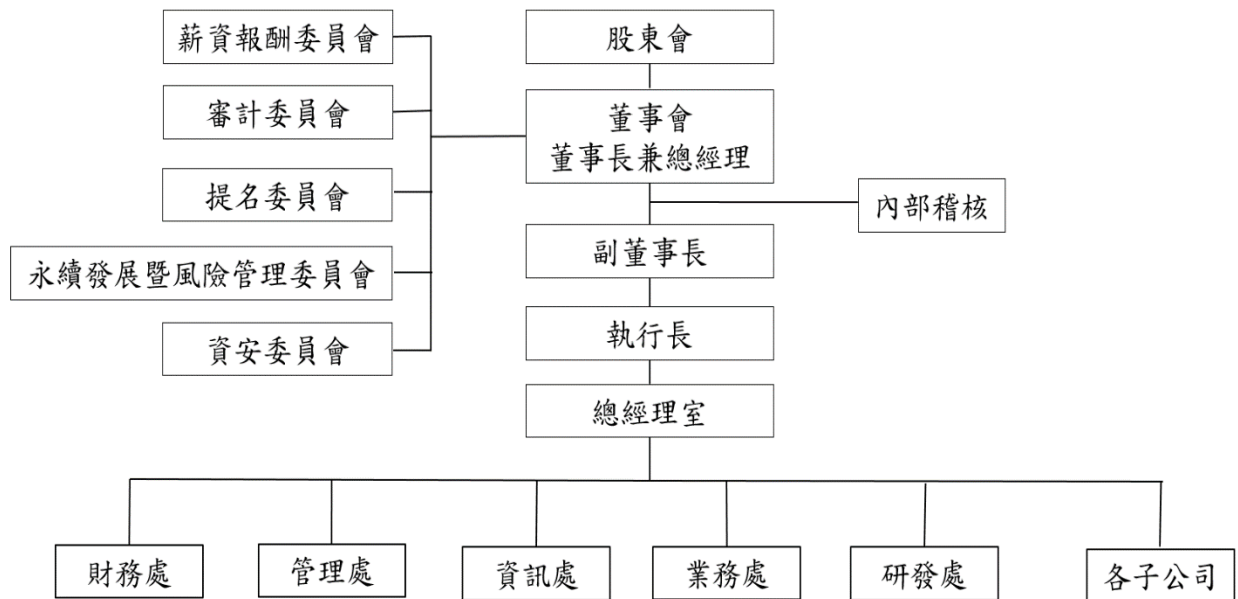 薪資報酬委員會
股東會
審計委員會
董事會
董事長兼總經理
提名委員會
內部稽核
副董事長
永續發展暨風險管理委員會
執行長
資安委員會
總經理室
財務處
管理處
資訊處
業務處
研發處
各子公司